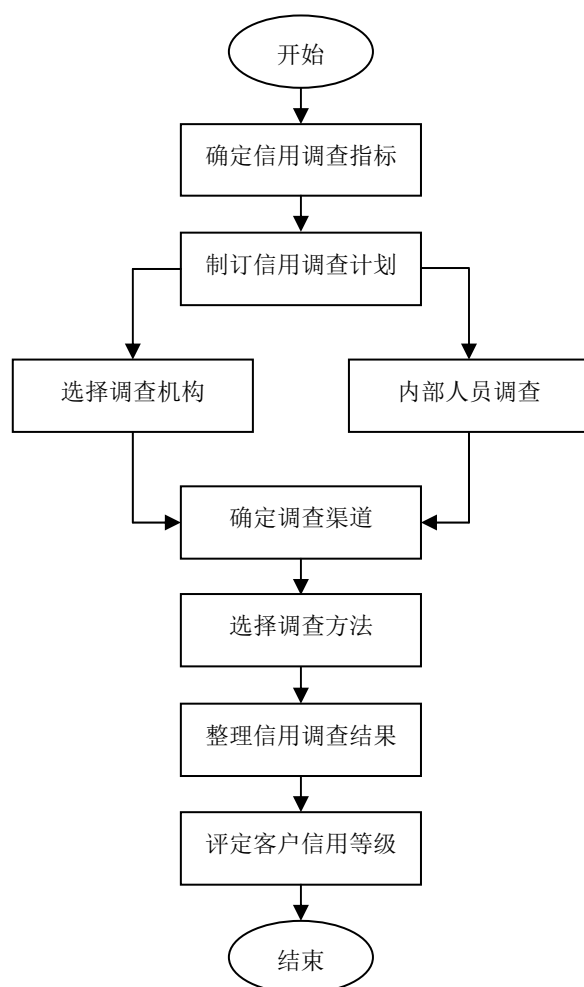 开始
确定信用调查指标
制订信用调查计划
选择调查机构
内部人员调查
确定调查渠道
选择调查方法
整理信用调查结果
评定客户信用等级
结束